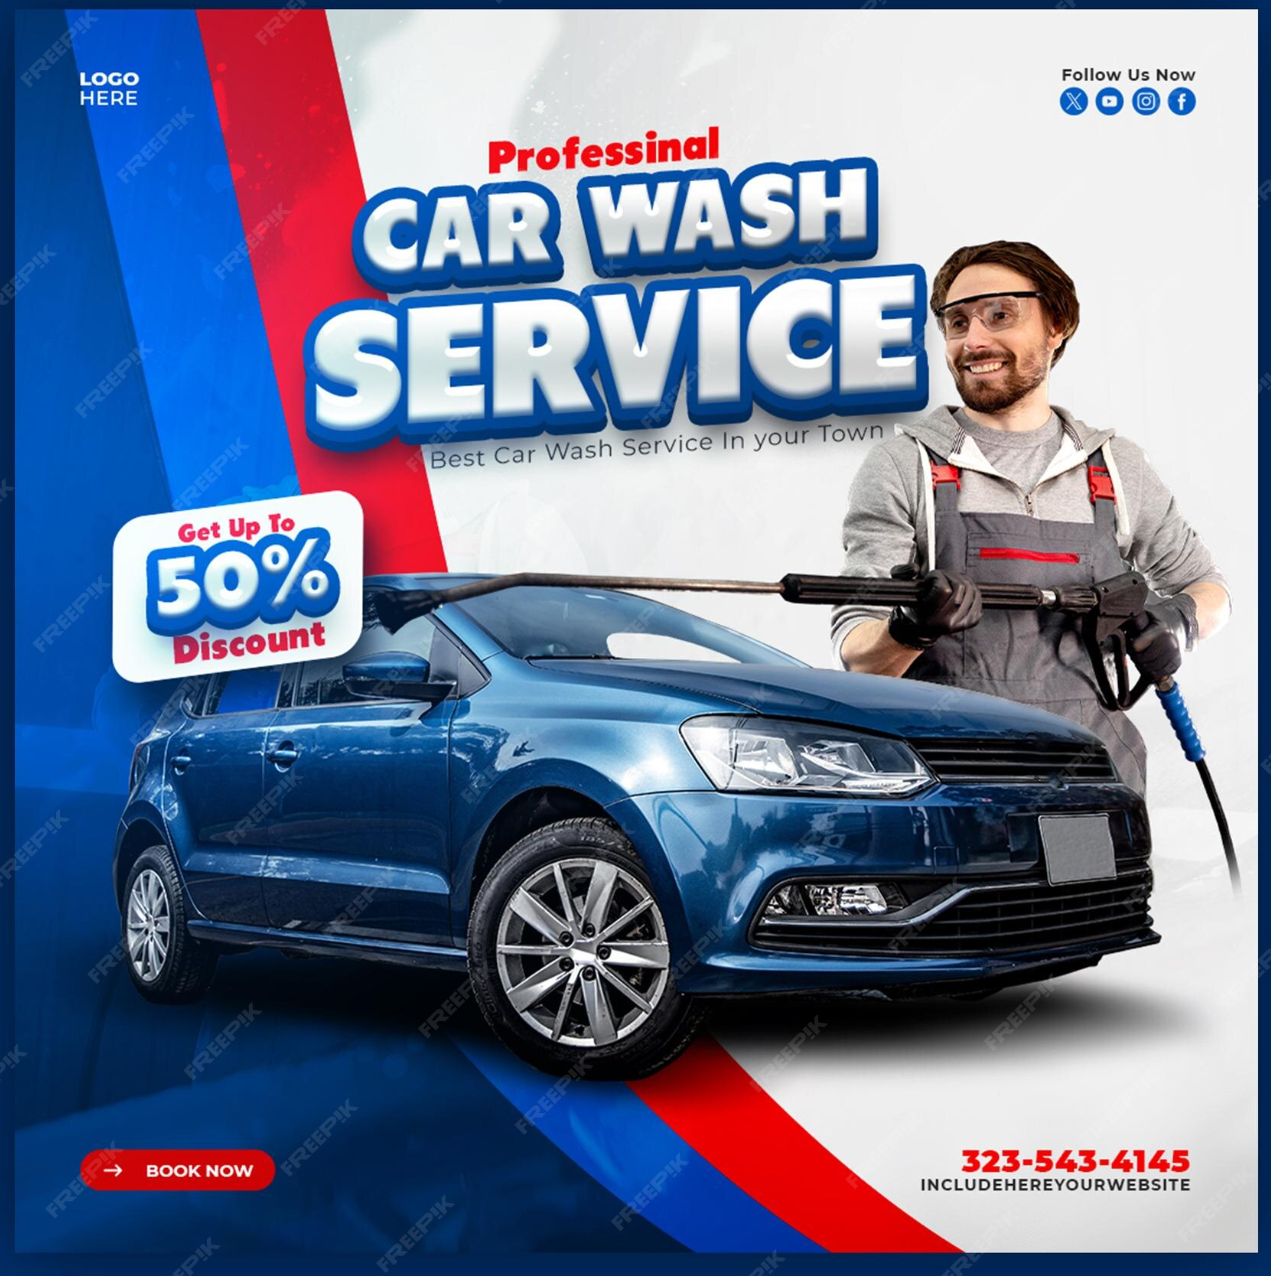 LOGO
HERE
Follow Us Now
Professinal
CAR WASH
SERVICE
Best Car Wash Service In your Town
Get Up To
50%
Discount
BOOK NOW
323-543-4145
INCLUDEHEREYOURWEBSITE
FREEPIK